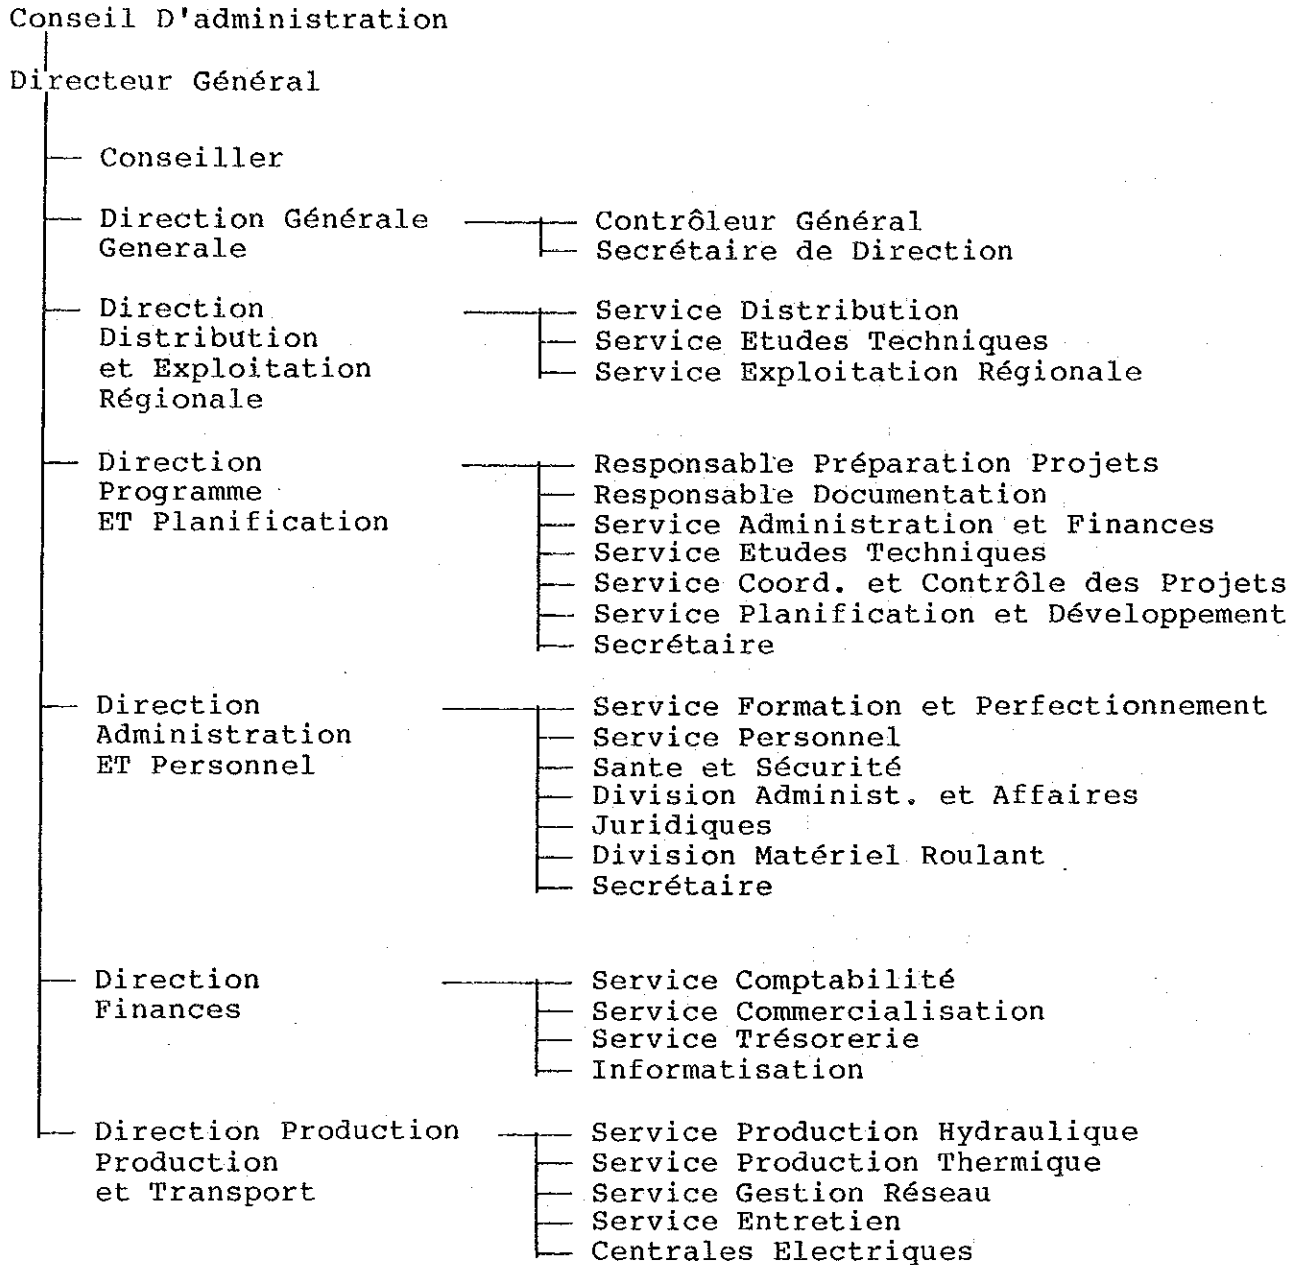 Conseil D'administration
Directeur Général
Conseiller
Direction Générale
Generale
Contrôleur Général
Secrétaire de Direction
Direction
Distribution
et Exploitation
Régionale
Service Distribution
Service Etudes Techniques
Service Exploitation Régionale
Direction
Programme
ET Planification
Responsable Préparation Projets
Responsable Documentation
Service Administration et Finances
Service Etudes Techniques
Service Coord. et Contrôle des Projets
Service Planification et Développement
Secrétaire
Direction
Administration
ET Personnel
Service Formation et Perfectionnement
Service Personnel
Sante et Sécurité
Division Administ. et Affaires
Juridiques
Division Matériel Roulant
Secrétaire
Direction
Finances
Service Comptabilité
Service Commercialisation
Service Trésorerie
Informatisation
Direction Production
Production
et Transport
Service Production Hydraulique
Service Production Thermique
Service Gestion Réseau
Service Entretien
Centrales Electriques